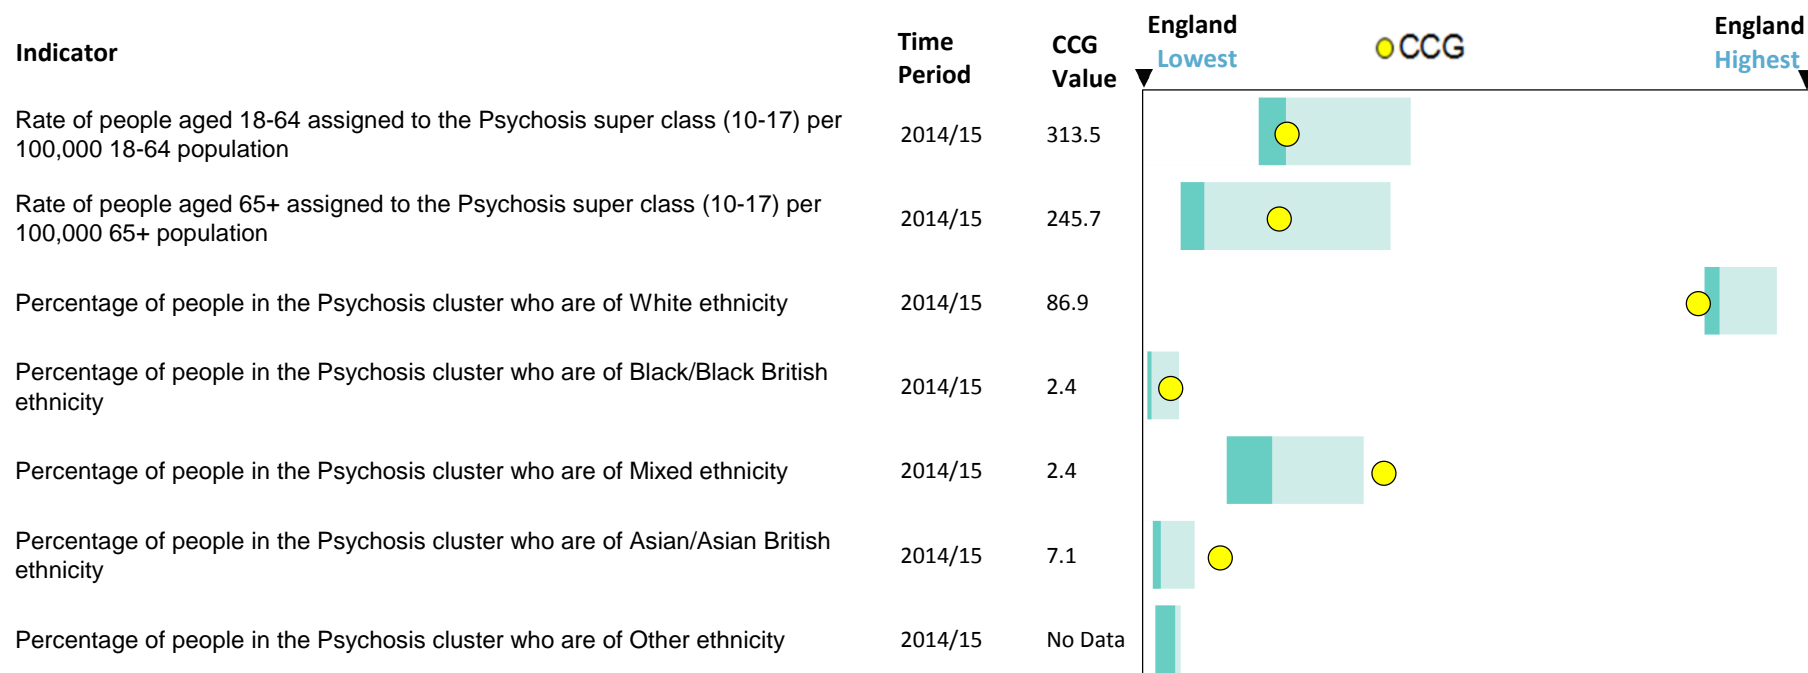 Indicator
Time
Period
CCG
Value
England
Lowest
CCG
England
Highest
Rate of people aged 18-64 assigned to the Psychosis super class (10-17) per
100,000 18-64 population
2014/15
313.5
Rate of people aged 65+ assigned to the Psychosis super class (10-17) per
100,000 65+ population
2014/15
245.7
Percentage of people in the Psychosis cluster who are of White ethnicity
2014/15
86.9
Percentage of people in the Psychosis cluster who are of Black/Black British
ethnicity
2014/15
2.4
Percentage of people in the Psychosis cluster who are of Mixed ethnicity
2014/15
2.4
Percentage of people in the Psychosis cluster who are of Asian/Asian British
ethnicity
2014/15
7.1
Percentage of people in the Psychosis cluster who are of Other ethnicity
2014/15
No Data